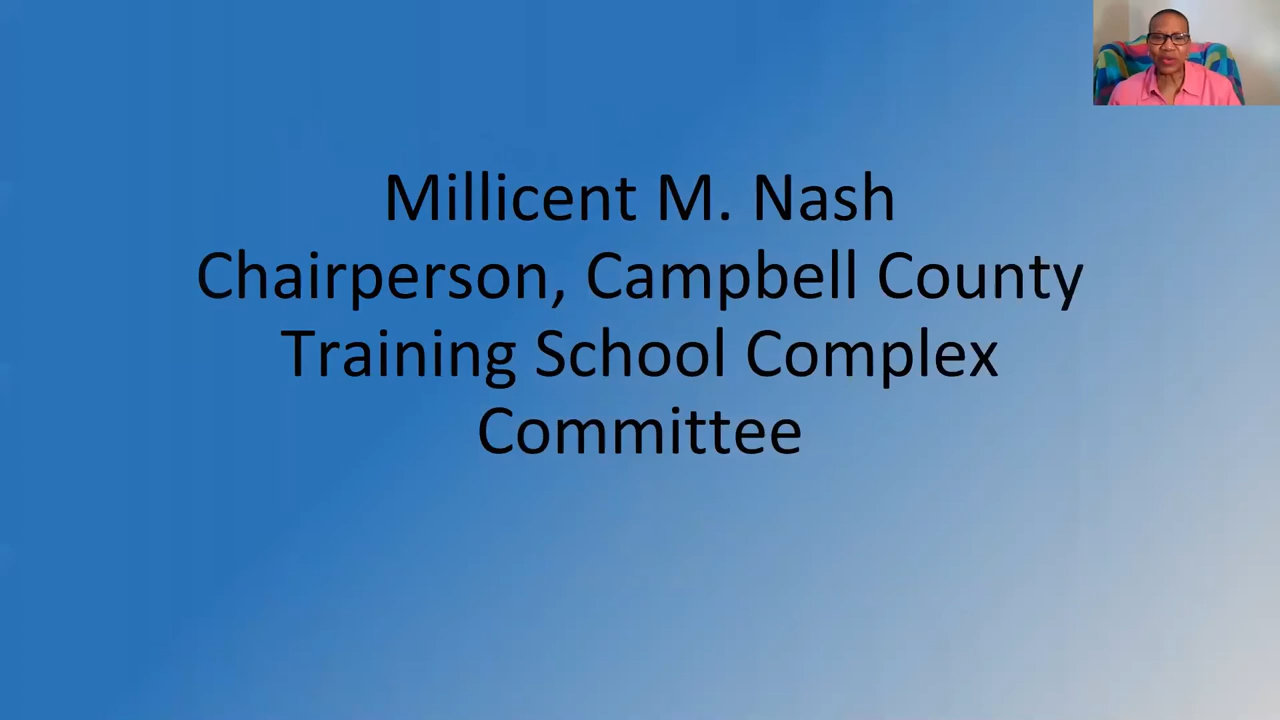 Millicent M. Nash
Chairperson, Campbell County
Training School Complex
Committee